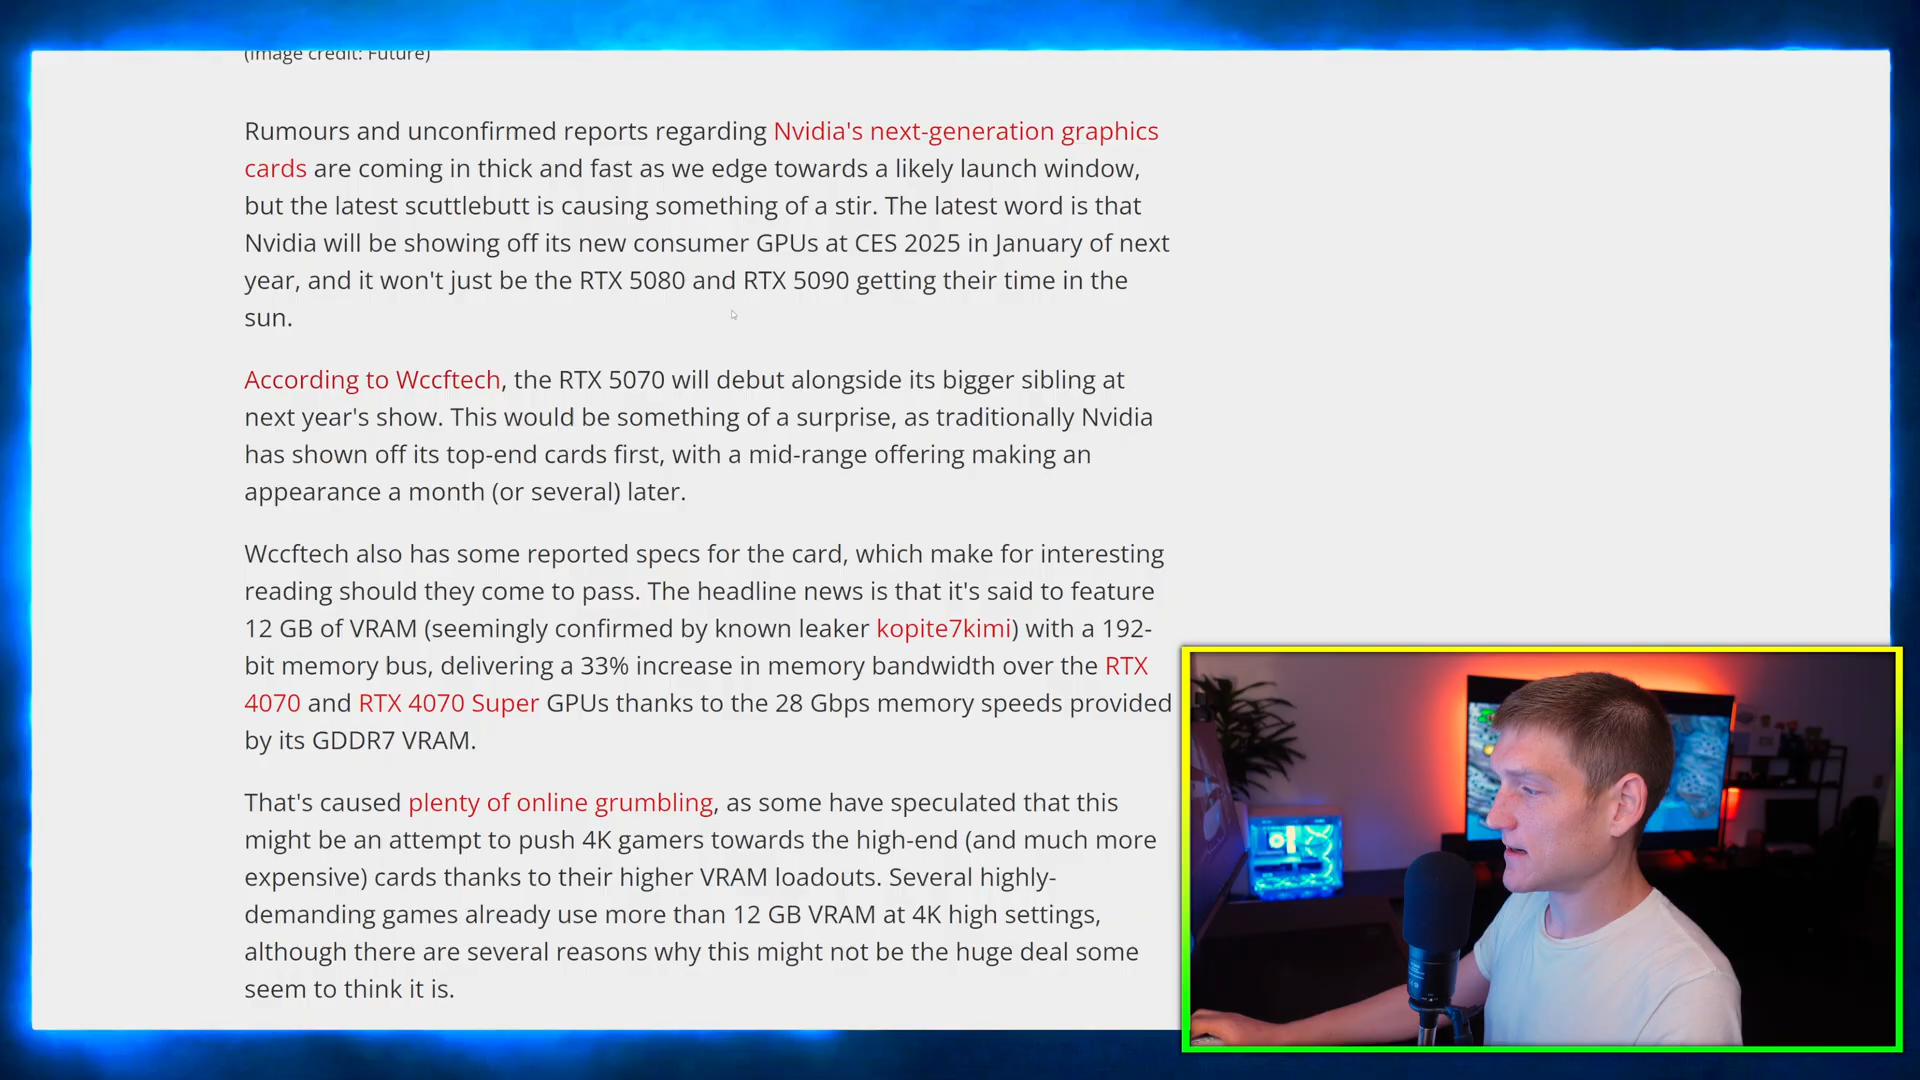 (Image credit: Future)
Rumours and unconfirmed reports regarding Nvidia's next-generation graphics
cards are coming in thick and fast as we edge towards a likely launch window,
but the latest scuttlebutt is causing something of a stir. The latest word is that
Nvidia will be showing off its new consumer GPUs at CES 2025 in January of next
year, and it won't just be the RTX 5080 and RTX 5090 getting their time in the
sun.
According to Wccftech, the RTX 5070 will debut alongside its bigger sibling at
next year's show. This would be something of a surprise, as traditionally Nvidia
has shown off its top-end cards first, with a mid-range offering making an
appearance a month (or several) later.
Wccftech also has some reported specs for the card, which make for interesting
reading should they come to pass. The headline news is that it's said to feature
12 GB of VRAM (seemingly confirmed by known leaker kopite7kimi) with a 192-
bit memory bus, delivering a 33% increase in memory bandwidth over the RTX
4070 and RTX 4070 Super GPUs thanks to the 28 Gbps memory speeds provided
by its GDDR7 VRAM.
That's caused plenty of online grumbling, as some have speculated that this
might be an attempt to push 4K gamers towards the high-end (and much more
expensive) cards thanks to their higher VRAM loadouts. Several highly-
demanding games already use more than 12 GB VRAM at 4K high settings,
although there are several reasons why this might not be the huge deal some
seem to think it is.